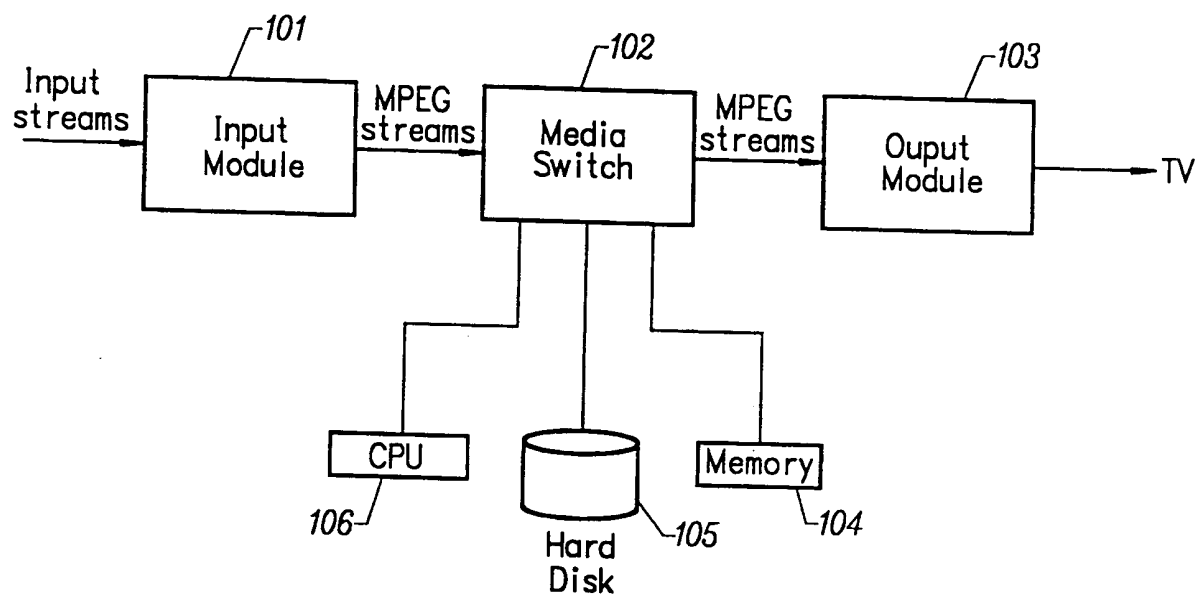 101
102
103
Input
streams
Input
Module
MPEG
streams
Media
Switch
MPEG
streams
Ouput
Module
TV
CPU
106
Hard
Disk
105
Memory
104